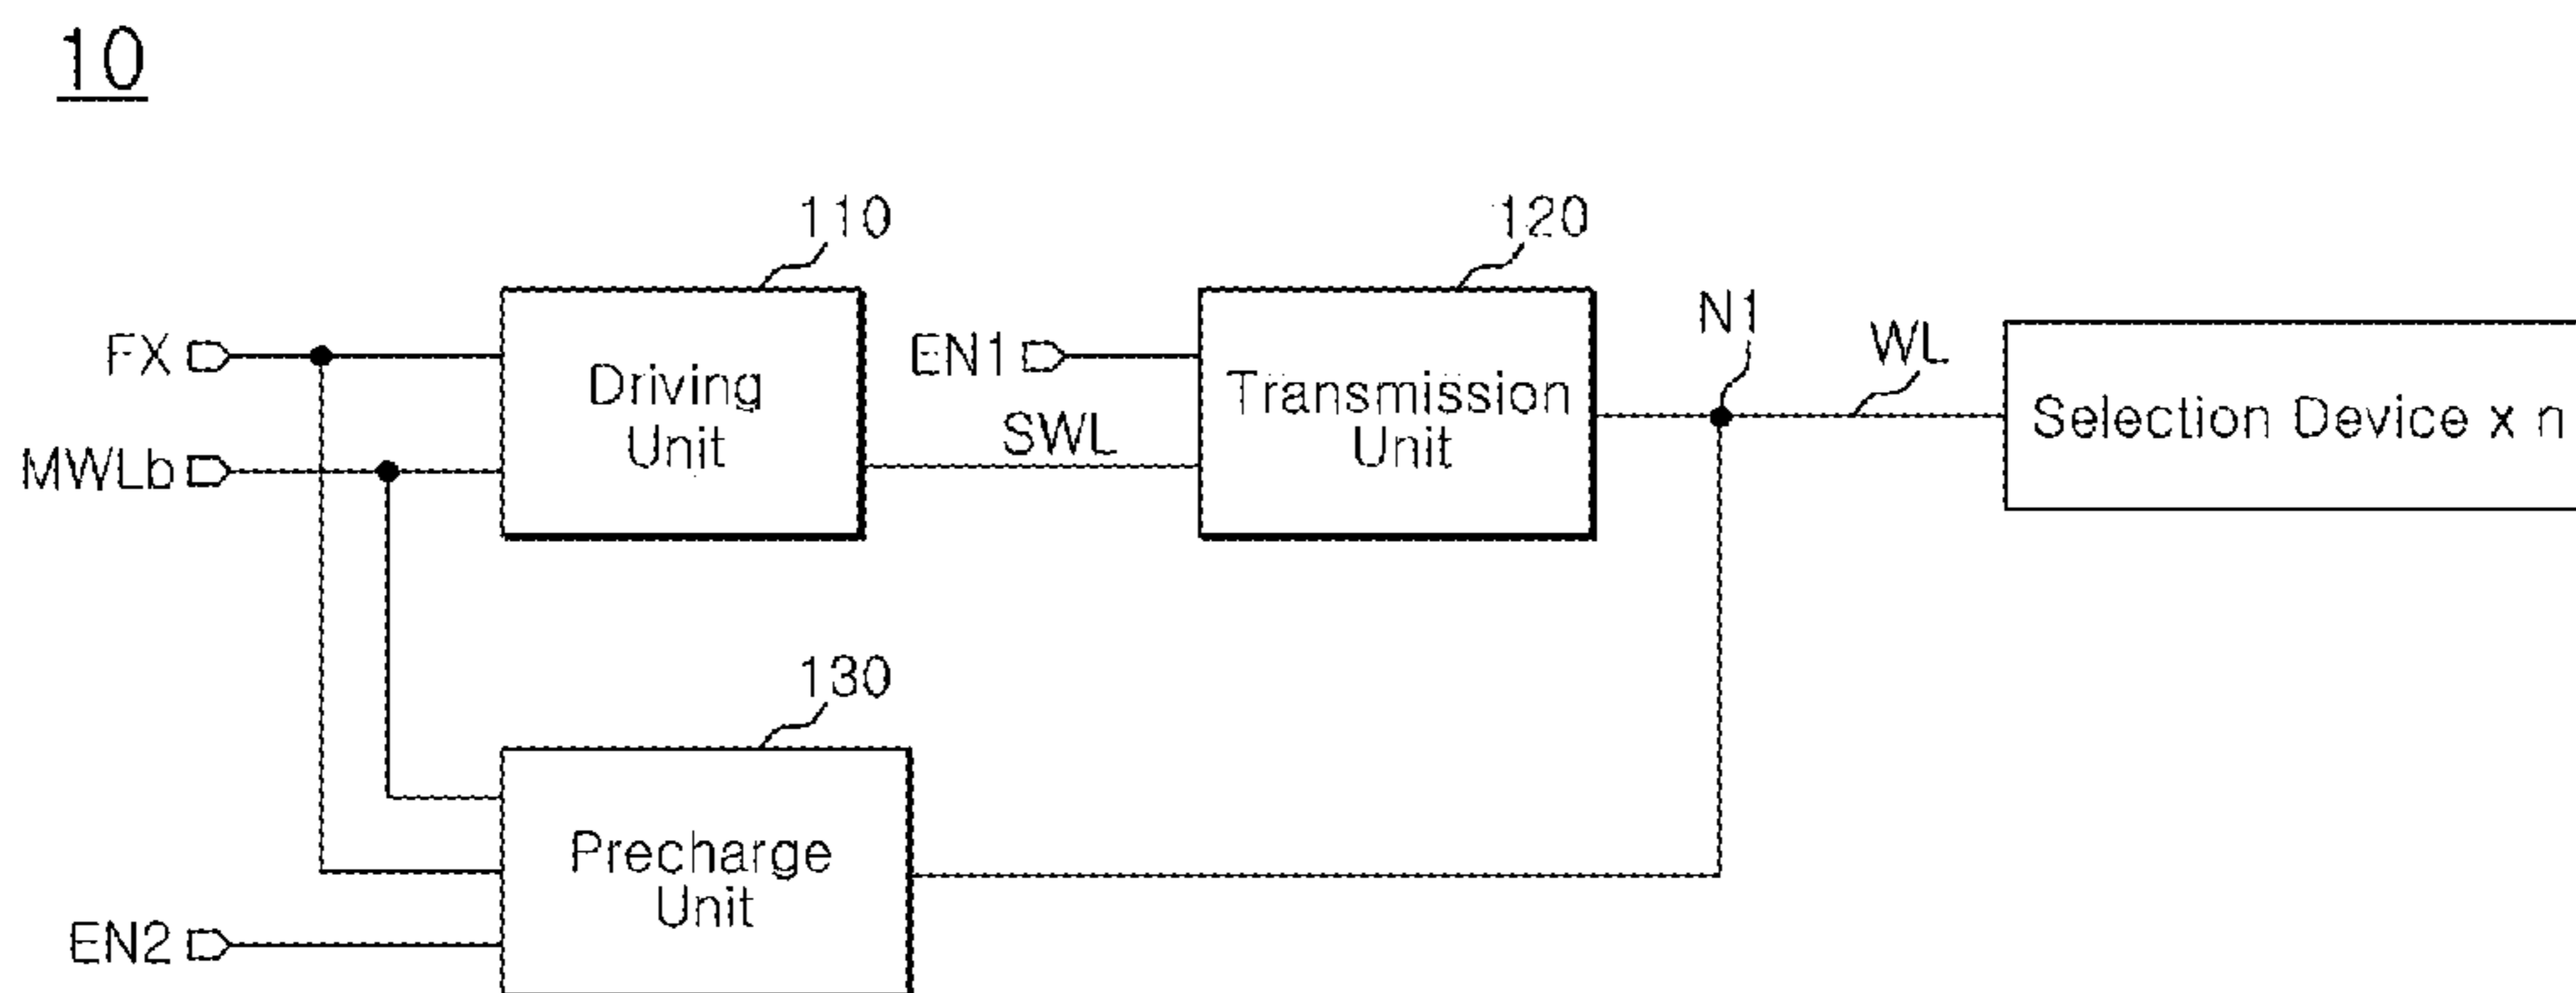 10
110
120
FX
EN1
N1
WL
Driving
Unit
Transmission
Unit
Selection Device x n
MWLb
SWL
130
Precharge
Unit
EN2